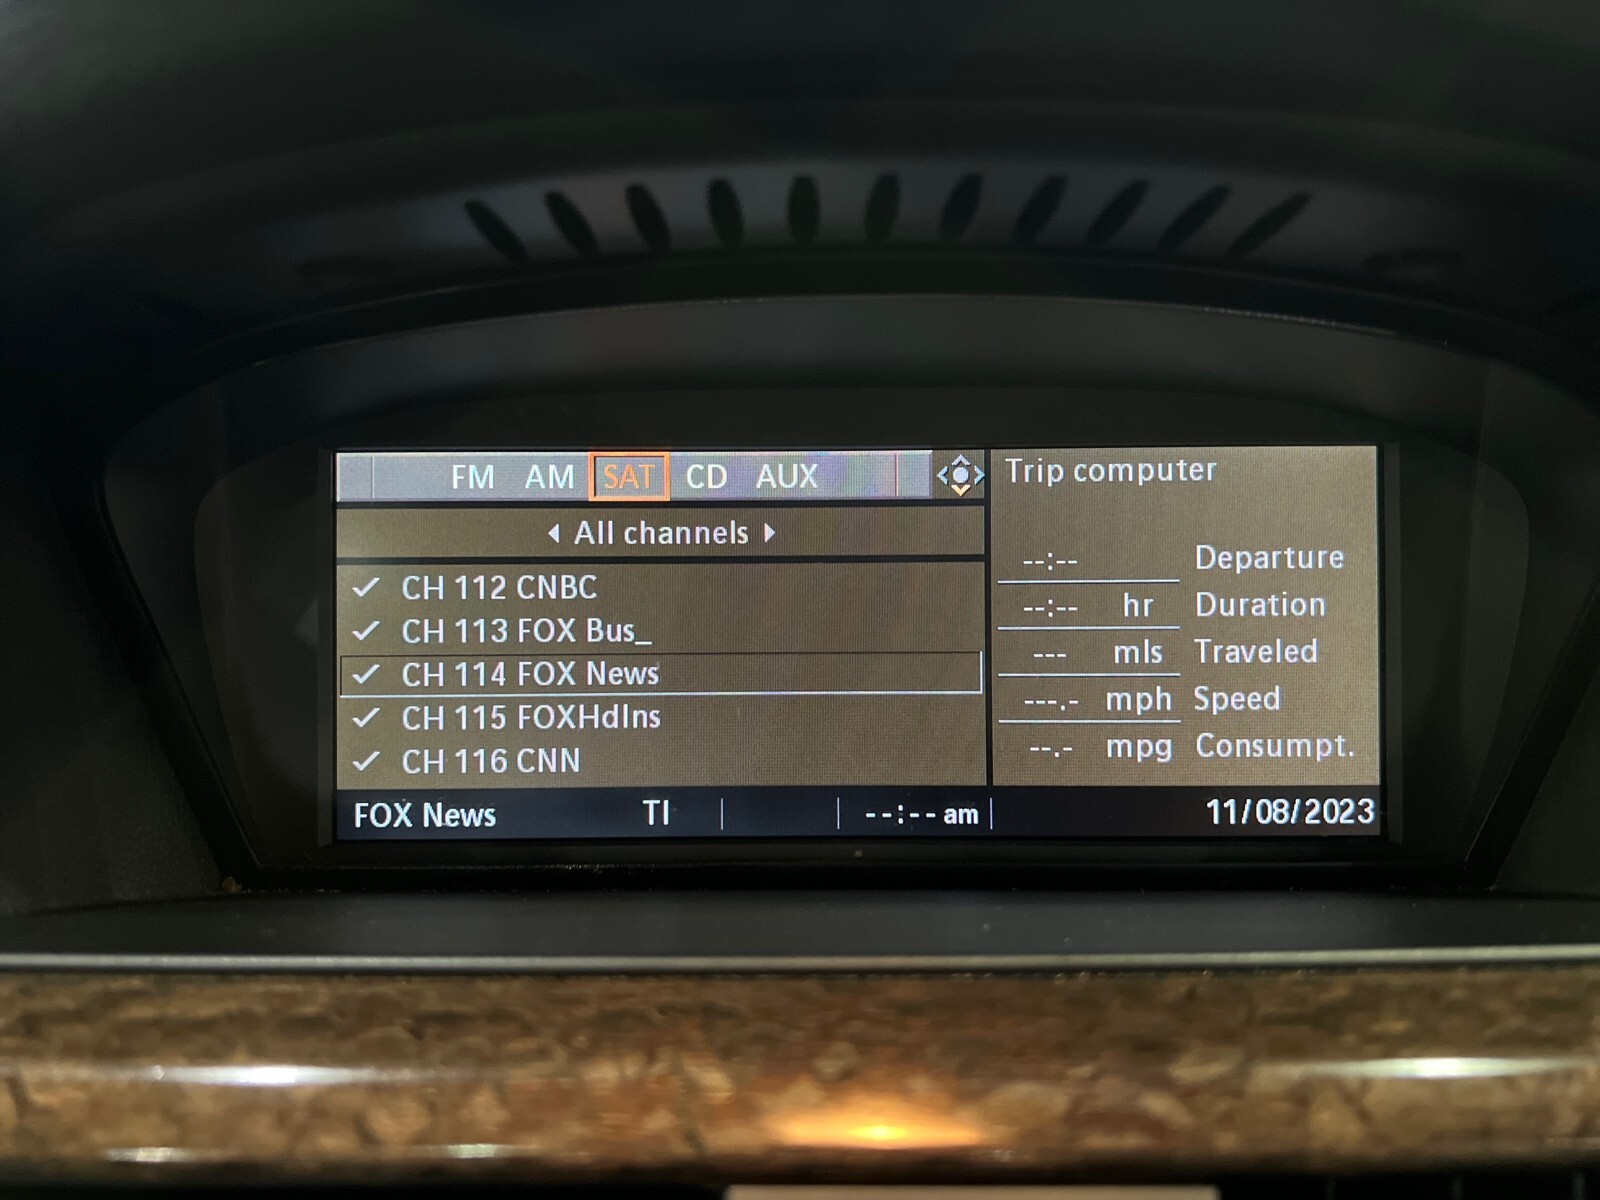 FM AM SAT CD AUX
All channels
✓ CH 112 CNBC
✓ CH 113 FOX Bus_
✓ CH 114 FOX News
✓ CH 115 FOXHdlns
✓ CH 116 CNN
Trip computer
--:-- Departure
--:-- hr Duration
--- mls Traveled
---.- mph Speed
--.- mpg Consumpt.
FOX News TI --:-- am 11/08/2023